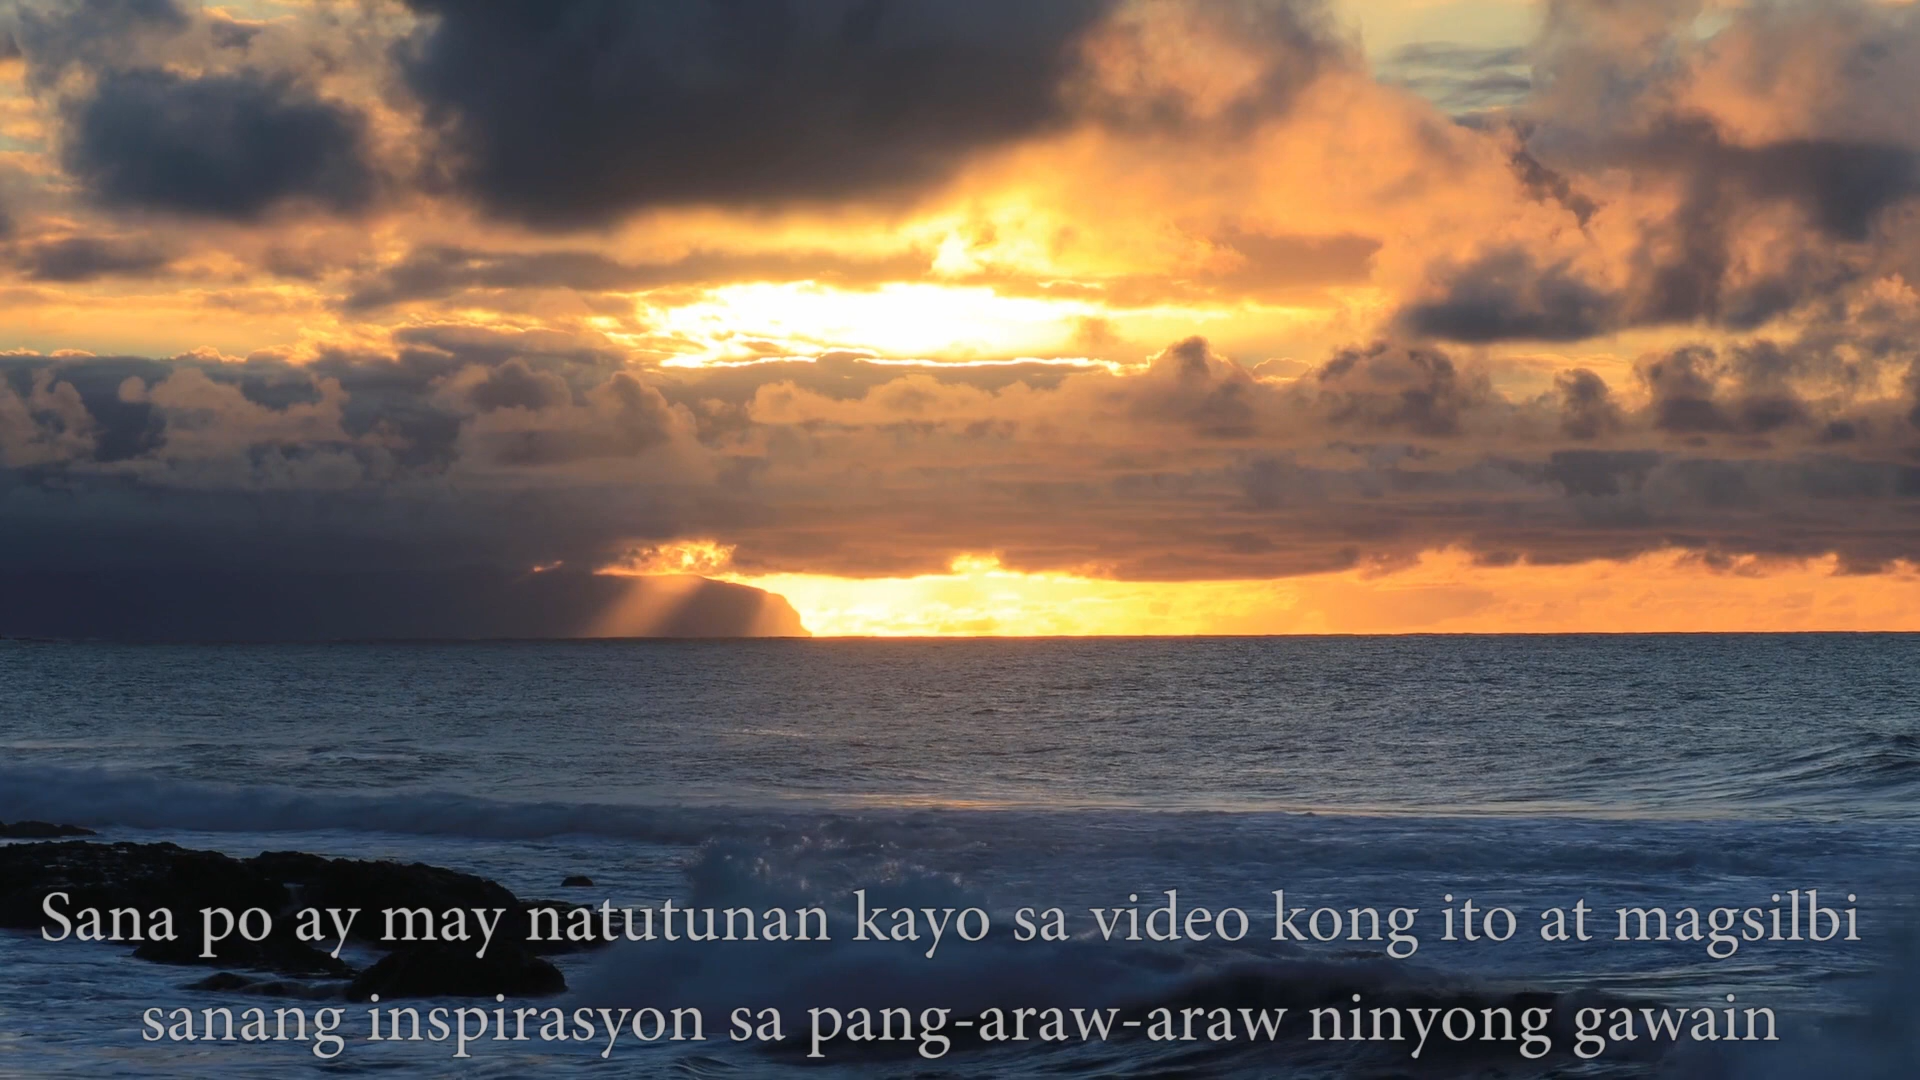 Sana po ay may natutunan kayo sa video kong ito at magsilbi
sanang inspirasyon sa pang-araw-araw ninyong gawain